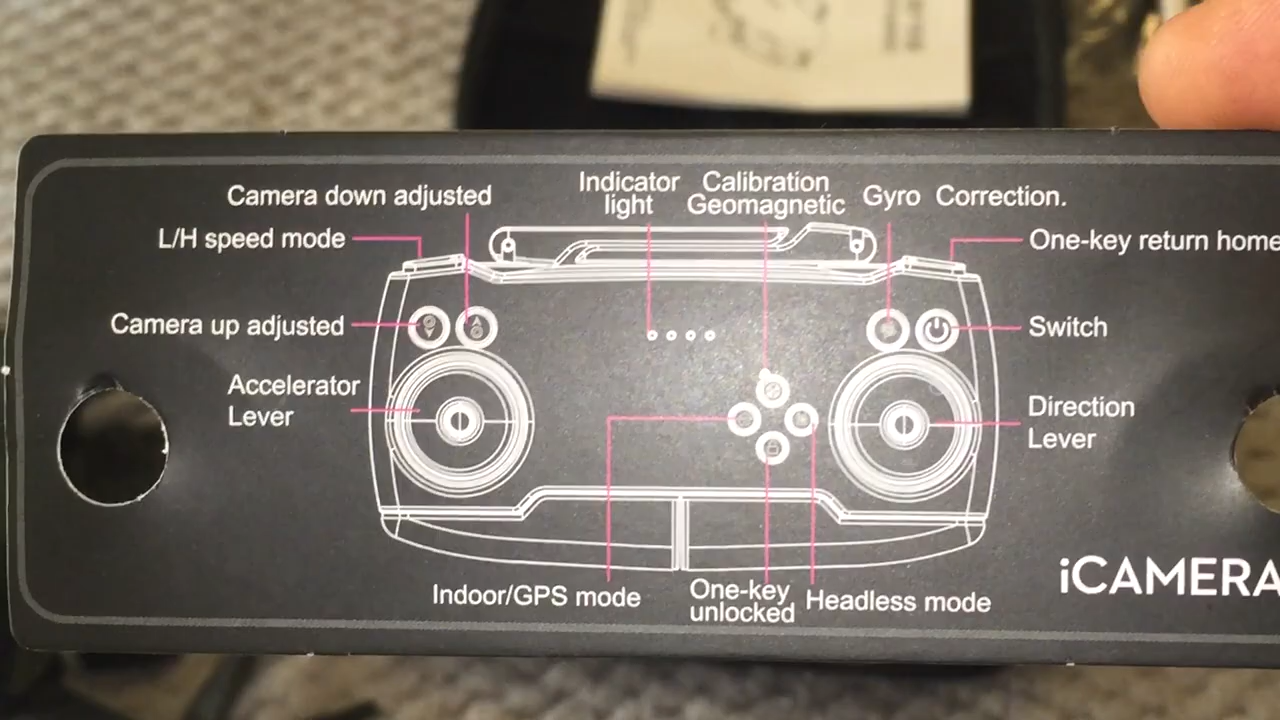 Camera down adjusted
Indicator
light
Calibration
Geomagnetic
Gyro Correction.
L/H speed mode
One-key return home
Camera up adjusted
Switch
Accelerator
Lever
Direction
Lever
Indoor/GPS mode
One-key
unlocked
Headless mode
iCAMERA